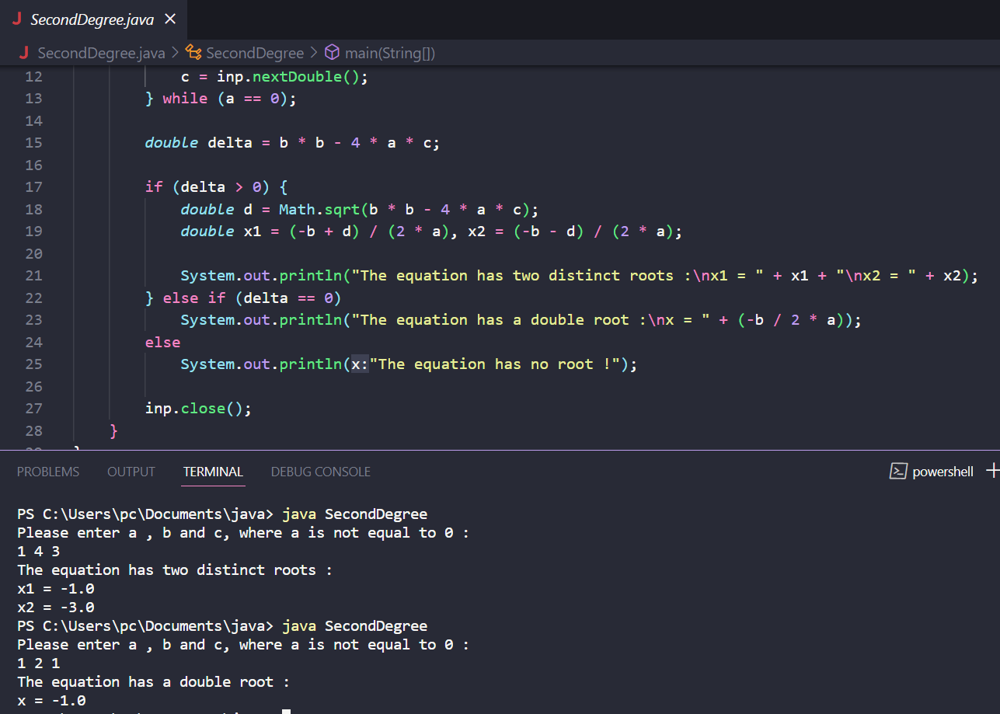 SecondDegree.java
SecondDegree.java > SecondDegree > main(String[])
12 c = inp.nextDouble();
13 } while (a == 0);
14
15 double delta = b * b - 4 * a * c;
16
17 if (delta > 0) {
18 double d = Math.sqrt(b * b - 4 * a * c);
19 double x1 = (-b + d) / (2 * a), x2 = (-b - d) / (2 * a);
20
21 System.out.println("The equation has two distinct roots :\nx1 = " + x1 + "\nx2 = " + x2);
22 } else if (delta == 0)
23 System.out.println("The equation has a double root :\nx = " + (-b / 2 * a));
24 else
25 System.out.println(x:"The equation has no root !");
26
27 inp.close();
28 }
PROBLEMS OUTPUT TERMINAL DEBUG CONSOLE powershell +
PS C:\Users\pc\Documents\java> java SecondDegree
Please enter a , b and c, where a is not equal to 0 :
1 4 3
The equation has two distinct roots :
x1 = -1.0
x2 = -3.0
PS C:\Users\pc\Documents\java> java SecondDegree
Please enter a , b and c, where a is not equal to 0 :
1 2 1
The equation has a double root :
x = -1.0